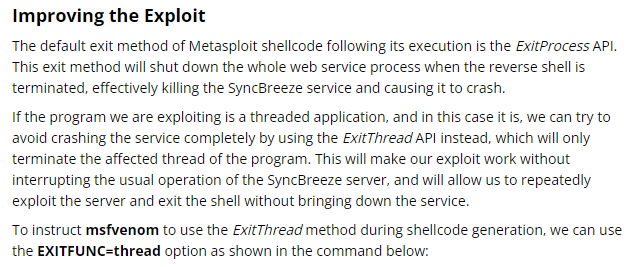 Improving the Exploit
The default exit method of Metasploit shellcode following its execution is the ExitProcess API.
This exit method will shut down the whole web service process when the reverse shell is
terminated, effectively killing the SyncBreeze service and causing it to crash.
If the program we are exploiting is a threaded application, and in this case it is, we can try to
avoid crashing the service completely by using the ExitThread API instead, which will only
terminate the affected thread of the program. This will make our exploit work without
interrupting the usual operation of the SyncBreeze server, and will allow us to repeatedly
exploit the server and exit the shell without bringing down the service.
To instruct msfvenom to use the ExitThread method during shellcode generation, we can use
the EXITFUNC=thread option as shown in the command below: